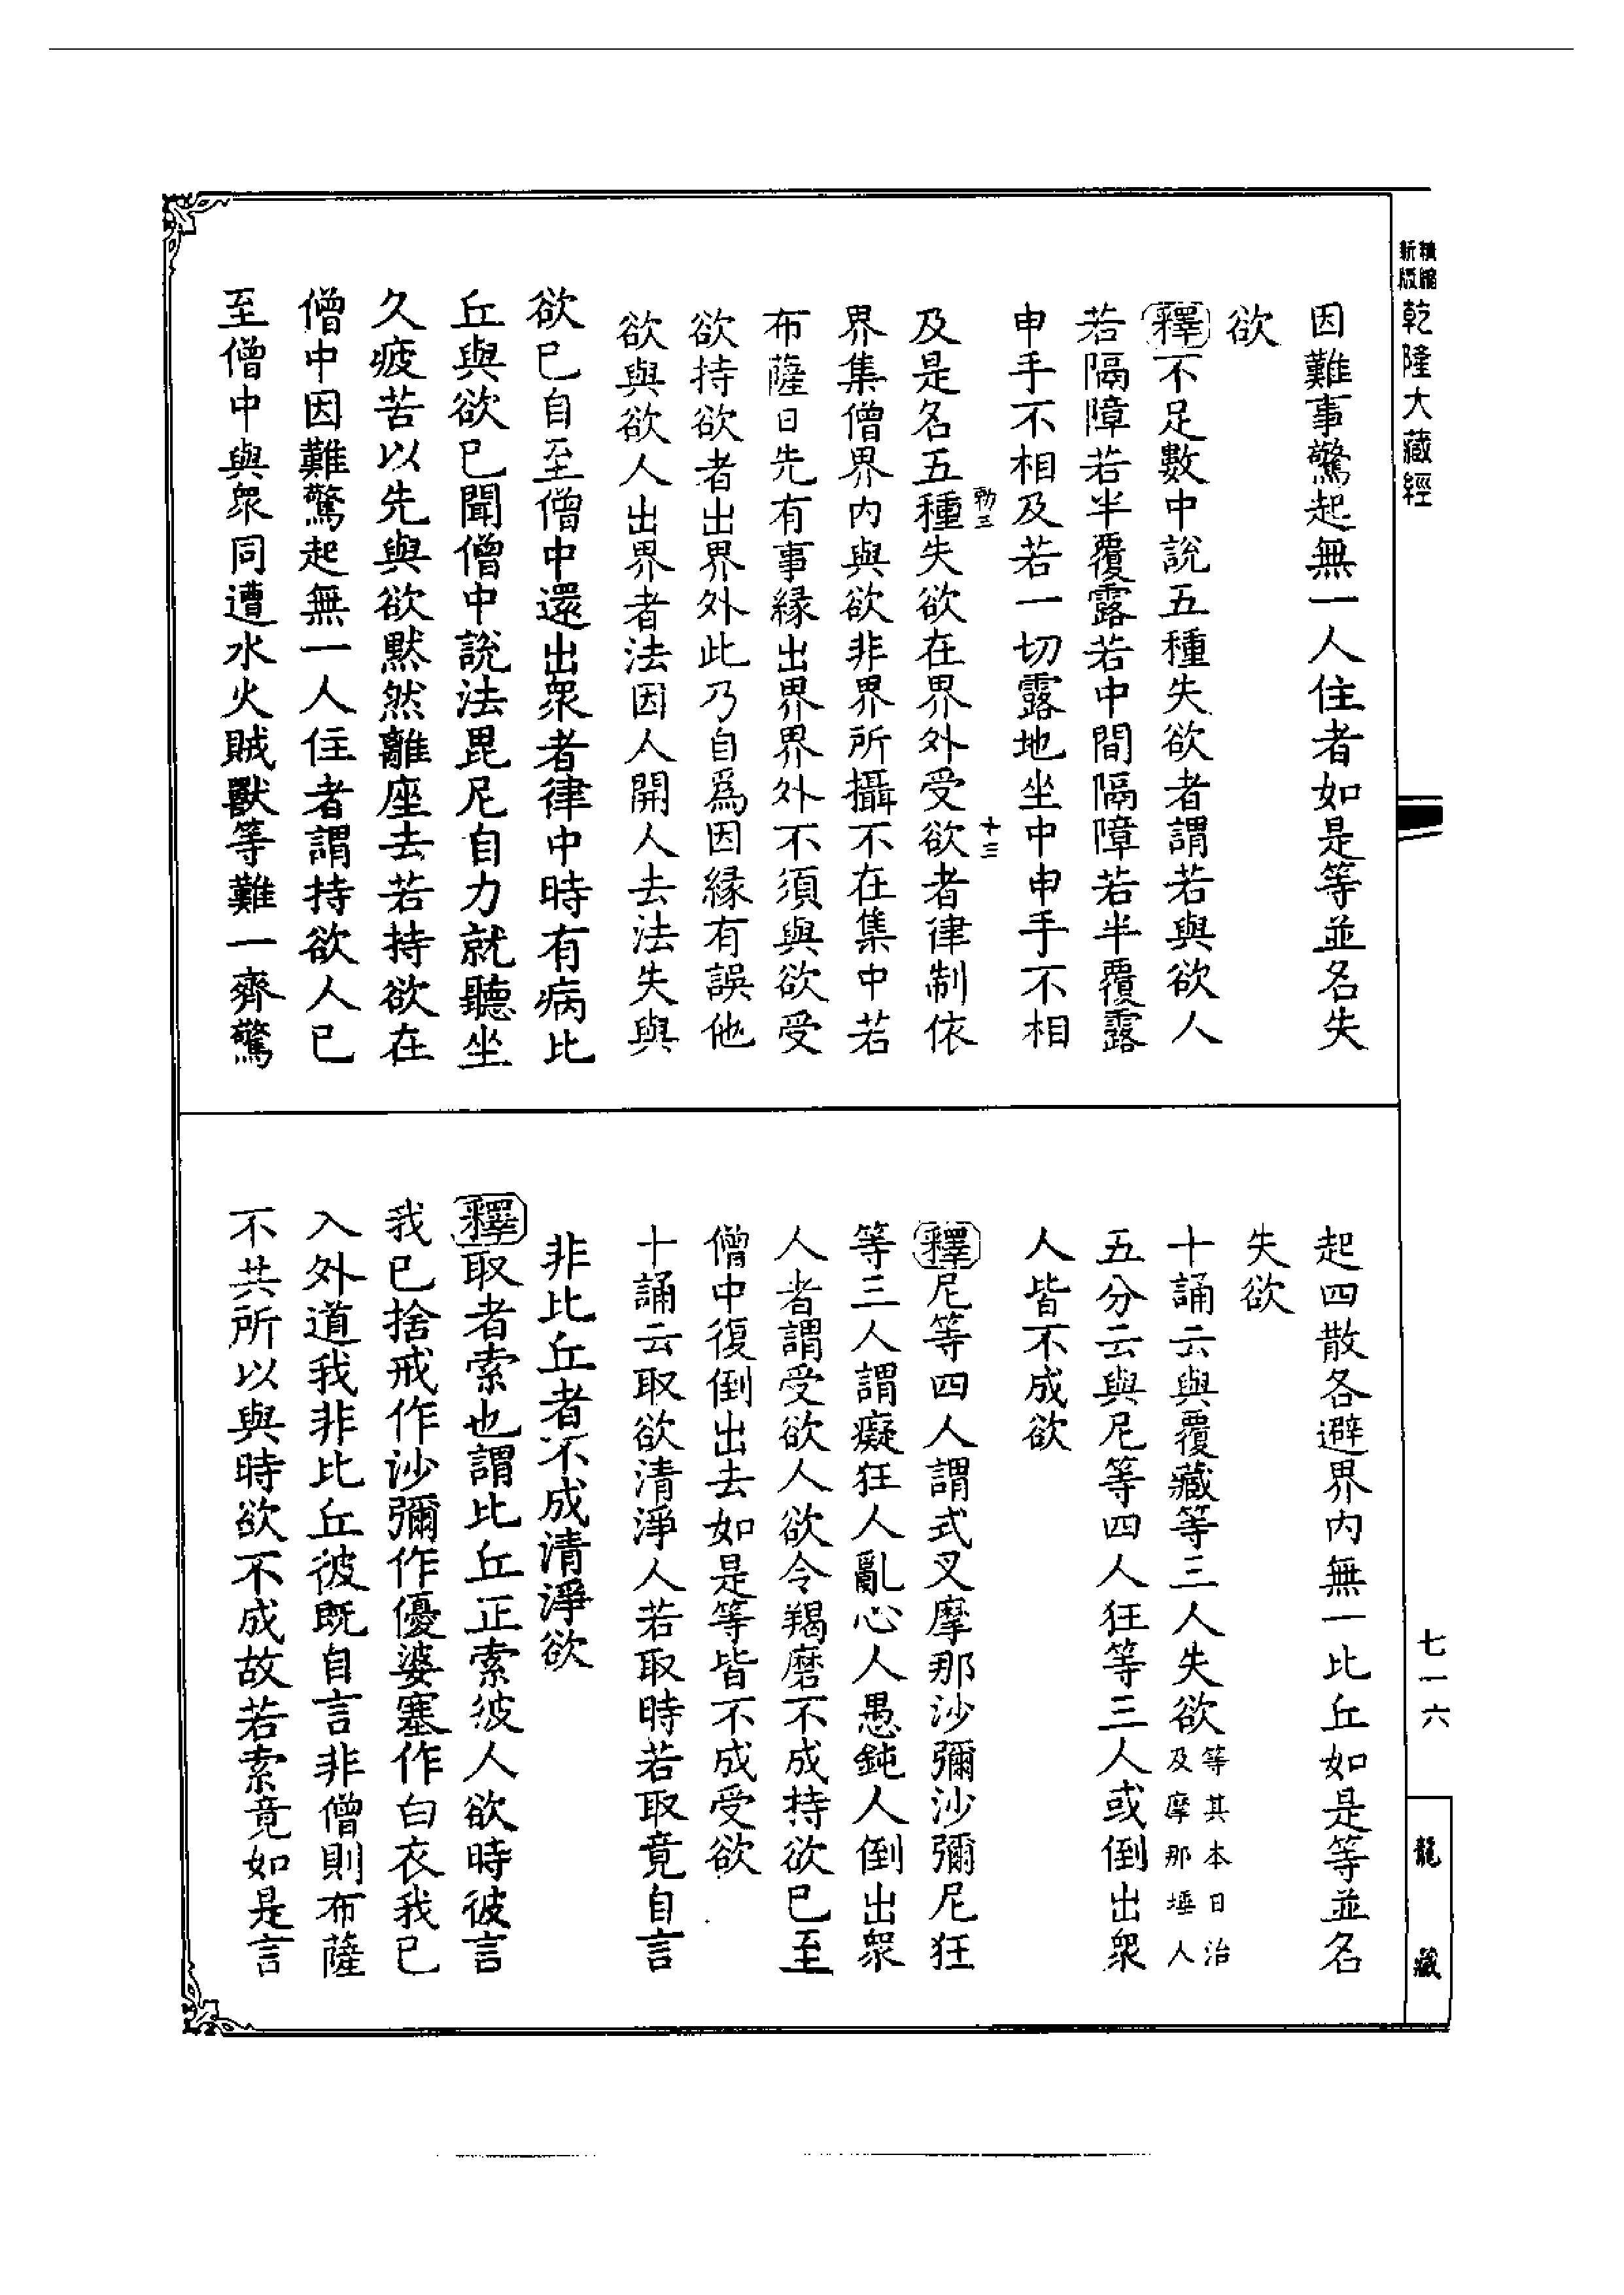 精縮新版
乾隆大藏經
因難事驚起無一人住者如是等並名失
欲
釋不足數中說五種失欲者謂若與欲人
若隔障若半覆露若中間隔障若半覆露
申手不相及若一切露地坐中申手不相
勒三
十三
及是名五種失欲在界外受欲者律制依
界集僧界內與欲非界所攝不在集中若
布薩日先有事緣出界界外不須與欲受
欲持欲者出界外此乃自爲因緣有誤他
欲與欲人出界者法因人開人去法失與
欲已自至僧中還出眾者律中時有病比
丘與欲已聞僧中說法毘尼自力就聽坐
久疲苦以先與欲默然離座去若持欲在
僧中因難驚起無一人住者謂持欲人已
至僧中與眾同遭水火賊獸等難一齊驚
起四散各避界內無一比丘如是等並名
失欲
十誦云與覆藏等三人失欲等其本日治及摩那埵人
五分云與尼等四人狂等三人或倒出眾
人皆不成欲
釋尼等四人謂式叉摩那沙彌沙彌尼狂
等三人謂癡狂人亂心人愚鈍人倒出眾
人者謂受欲人欲令羯磨不成持欲已至
僧中復倒出去如是等皆不成受欲
十誦云取欲清淨人若取時若取竟自言
非比丘者不成清淨欲
釋取者索也謂比丘正索彼人欲時彼言
我已捨戒作沙彌作優婆塞作白衣我已
入外道我非比丘彼既自言非僧則布薩
不共所以與時欲不成故若索竟如是言
七一六
龍藏